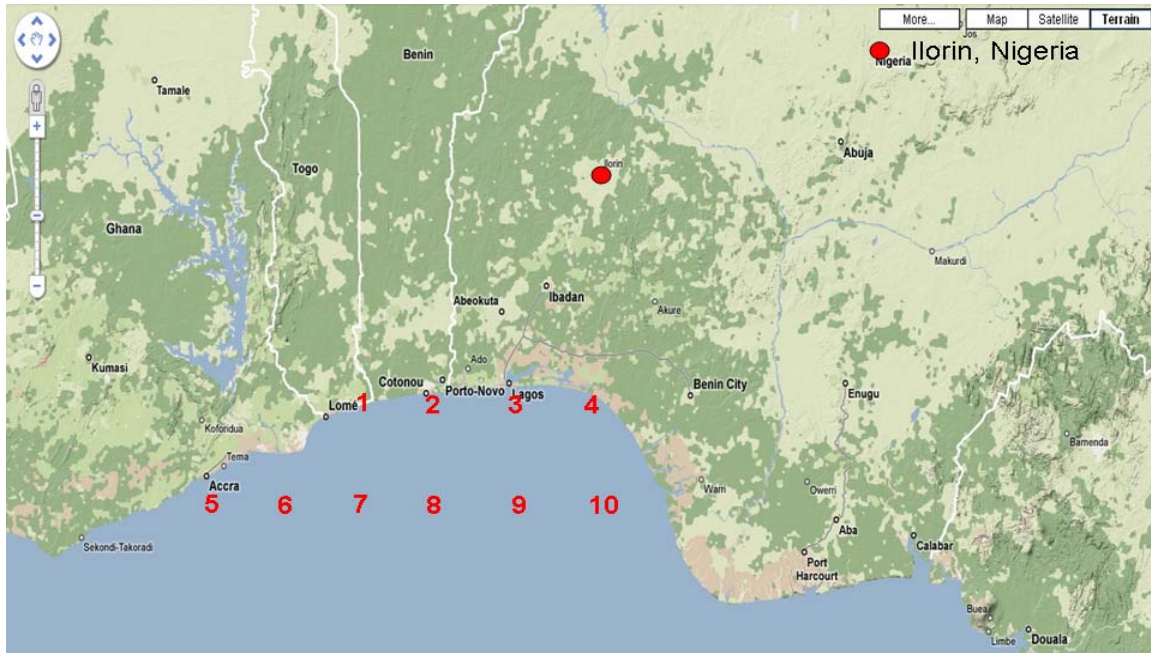 More... Map Satellite Terrain
Jos
Ilorin, Nigeria
Nigeria
Benin
Tamale
Abuja
Ilorin
Togo
Ghana
Makurdi
Ibadan
Abeokuta
Akure
Kumasi
Ado
Cotonou
Porto-Novo
Lagos
Benin City
Enugu
1 2 3 4
Lomé
Koforidua
Bamenda
Tema
Accra
Warri
Owerri
5 6 7 8 9 10
Aba
Sekondi-Takoradi
Calabar
Port
Harcourt
Buea
Limbe
Douala
+
−